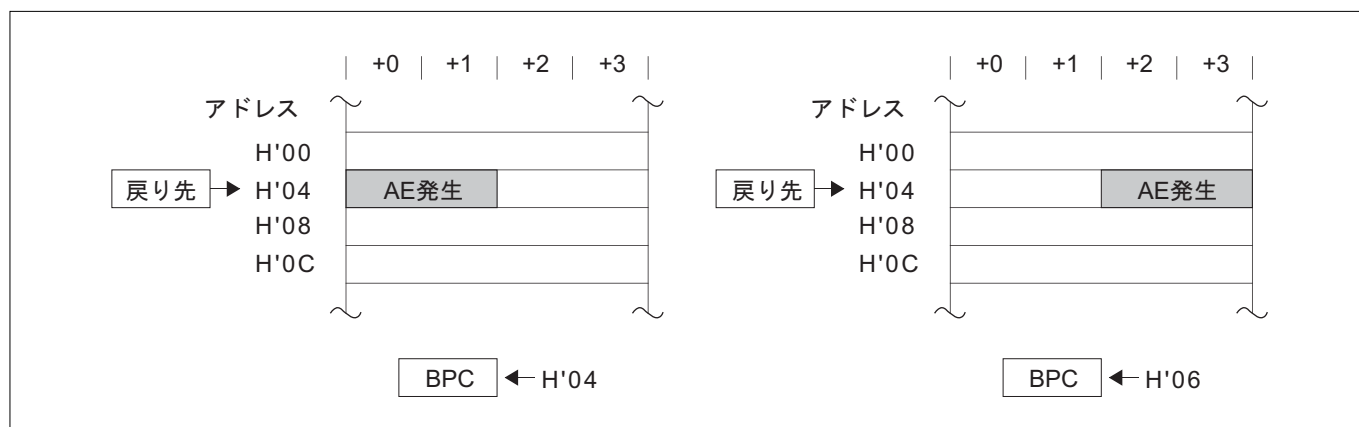 +0 +1 +2 +3 +0 +1 +2 +3
アドレス アドレス
H'00 H'00
戻り先 H'04 AE発生 戻り先 H'04 AE発生
H'08 H'08
H'0C H'0C
BPC H'04 BPC H'06